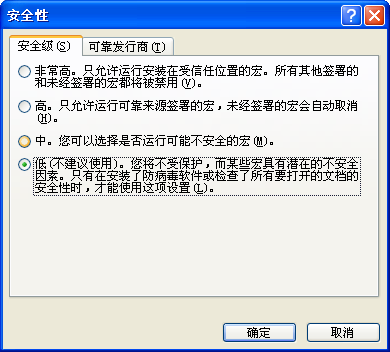 安全性
安全级(S)
可靠发行商(T)
非常高。只允许运行安装在受信任位置的宏。所有其他签署的
和未经签署的宏都将被禁用(V)。
高。只允许运行可靠来源签署的宏，未经签署的宏会自动取消
(H)。
中。您可以选择是否运行可能不安全的宏(M)。
低(不建议使用)。您将不受保护，而某些宏具有潜在的不安全
因素。只有在安装了防病毒软件或检查了所有要打开的文档的
安全性时，才能使用这项设置(L)。
确定
取消